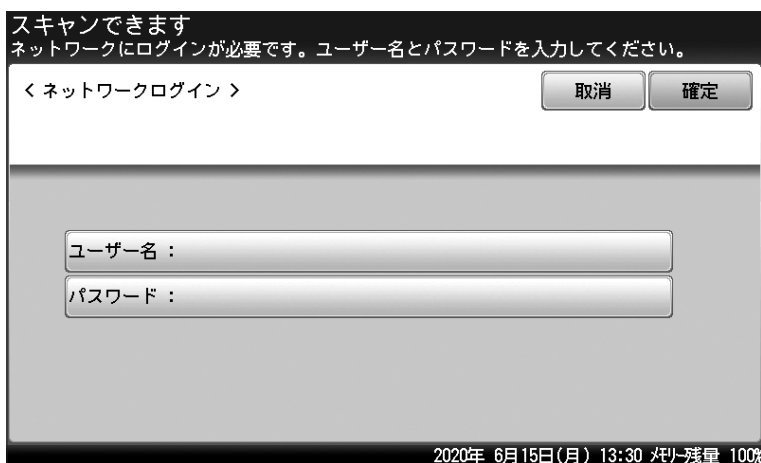 スキャンできます
ネットワークにログインが必要です。ユーザー名とパスワードを入力してください。
< ネットワークログイン >
取消
確定
ユーザー名 :
パスワード :
2020年 6月15日(月) 13:30 ﾒﾓﾘｰ残量 100%